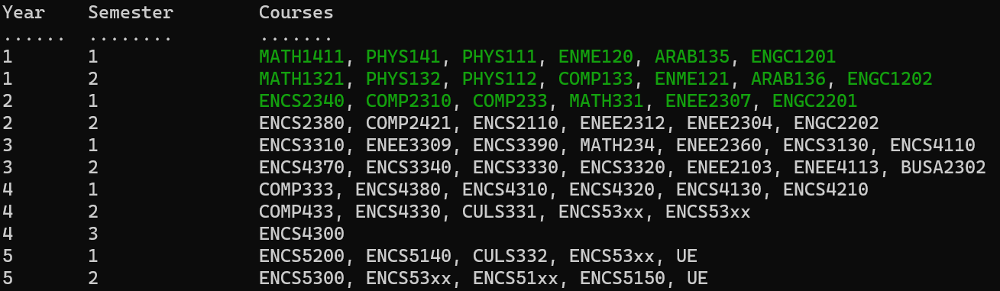 Year Semester Courses
...... ........ .......
1 1 MATH1411, PHYS141, PHYS111, ENME120, ARAB135, ENGC1201
1 2 MATH1321, PHYS132, PHYS112, COMP133, ENME121, ARAB136, ENGC1202
2 1 ENCS2340, COMP2310, COMP233, MATH331, ENEE2307, ENGC2201
2 2 ENCS2380, COMP2421, ENCS2110, ENEE2312, ENEE2304, ENGC2202
3 1 ENCS3310, ENEE3309, ENCS3390, MATH234, ENEE2360, ENCS3130, ENCS4110
3 2 ENCS4370, ENCS3340, ENCS3330, ENCS3320, ENEE2103, ENEE4113, BUSA2302
4 1 COMP333, ENCS4380, ENCS4310, ENCS4320, ENCS4130, ENCS4210
4 2 COMP433, ENCS4330, CULS331, ENCS53xx, ENCS53xx
4 3 ENCS4300
5 1 ENCS5200, ENCS5140, CULS332, ENCS53xx, UE
5 2 ENCS5300, ENCS53xx, ENCS51xx, ENCS5150, UE